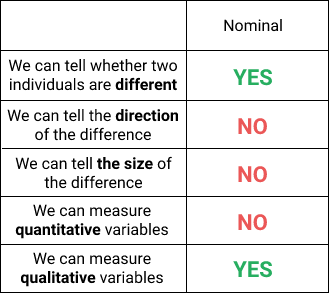 Nominal
We can tell whether two
individuals are different
YES
We can tell the direction
of the difference
NO
We can tell the size of
the difference
NO
We can measure
quantitative variables
NO
We can measure
qualitative variables
YES